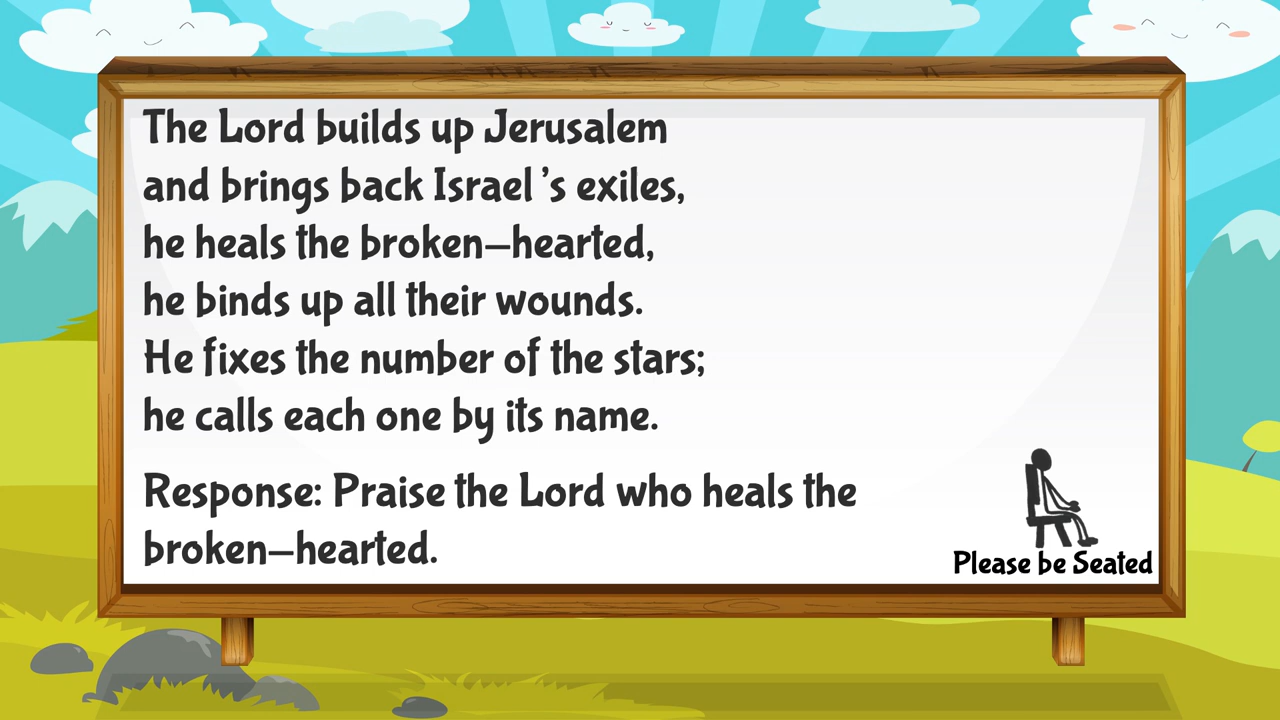 The Lord builds up Jerusalem
and brings back Israel 's exiles,
he heals the broken–hearted,
he binds up all their wounds.
He fixes the number of the stars;
he calls each one by its name.
Response: Praise the Lord who heals the
broken–hearted.
Please be Seated